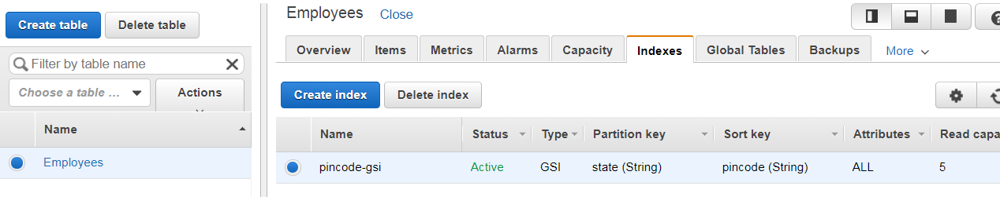 Create table Delete table
Filter by table name
Choose a table ... Actions
Name
Employees
Employees Close
Overview Items Metrics Alarms Capacity Indexes Global Tables Backups More
Create index Delete index
Name Status Type Partition key Sort key Attributes Read capa
pincode-gsi Active GSI state (String) pincode (String) ALL 5